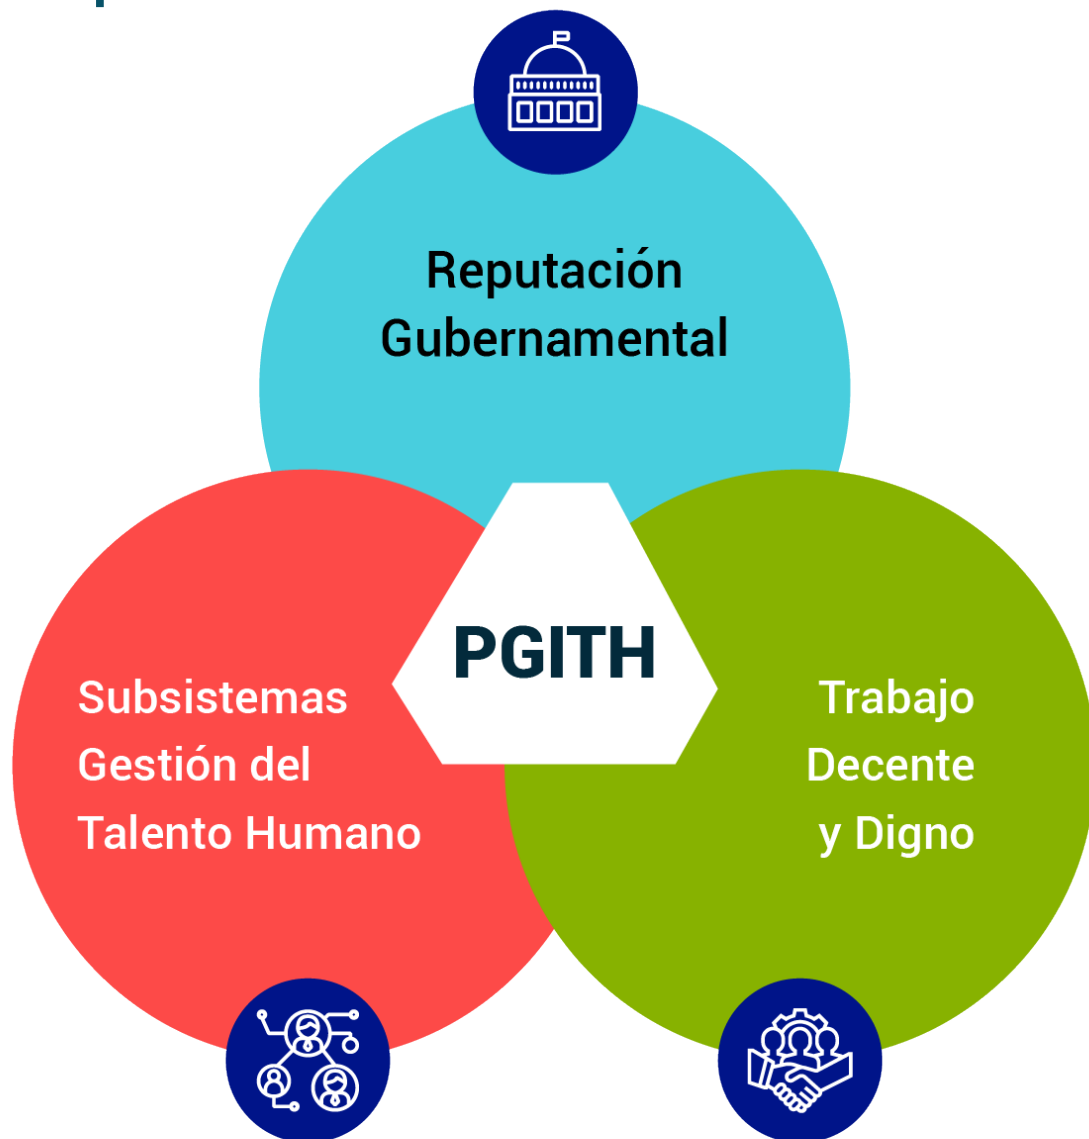 Reputación
Gubernamental
PGITH
Subsistemas
Gestión del
Talento Humano
Trabajo
Decente
y Digno